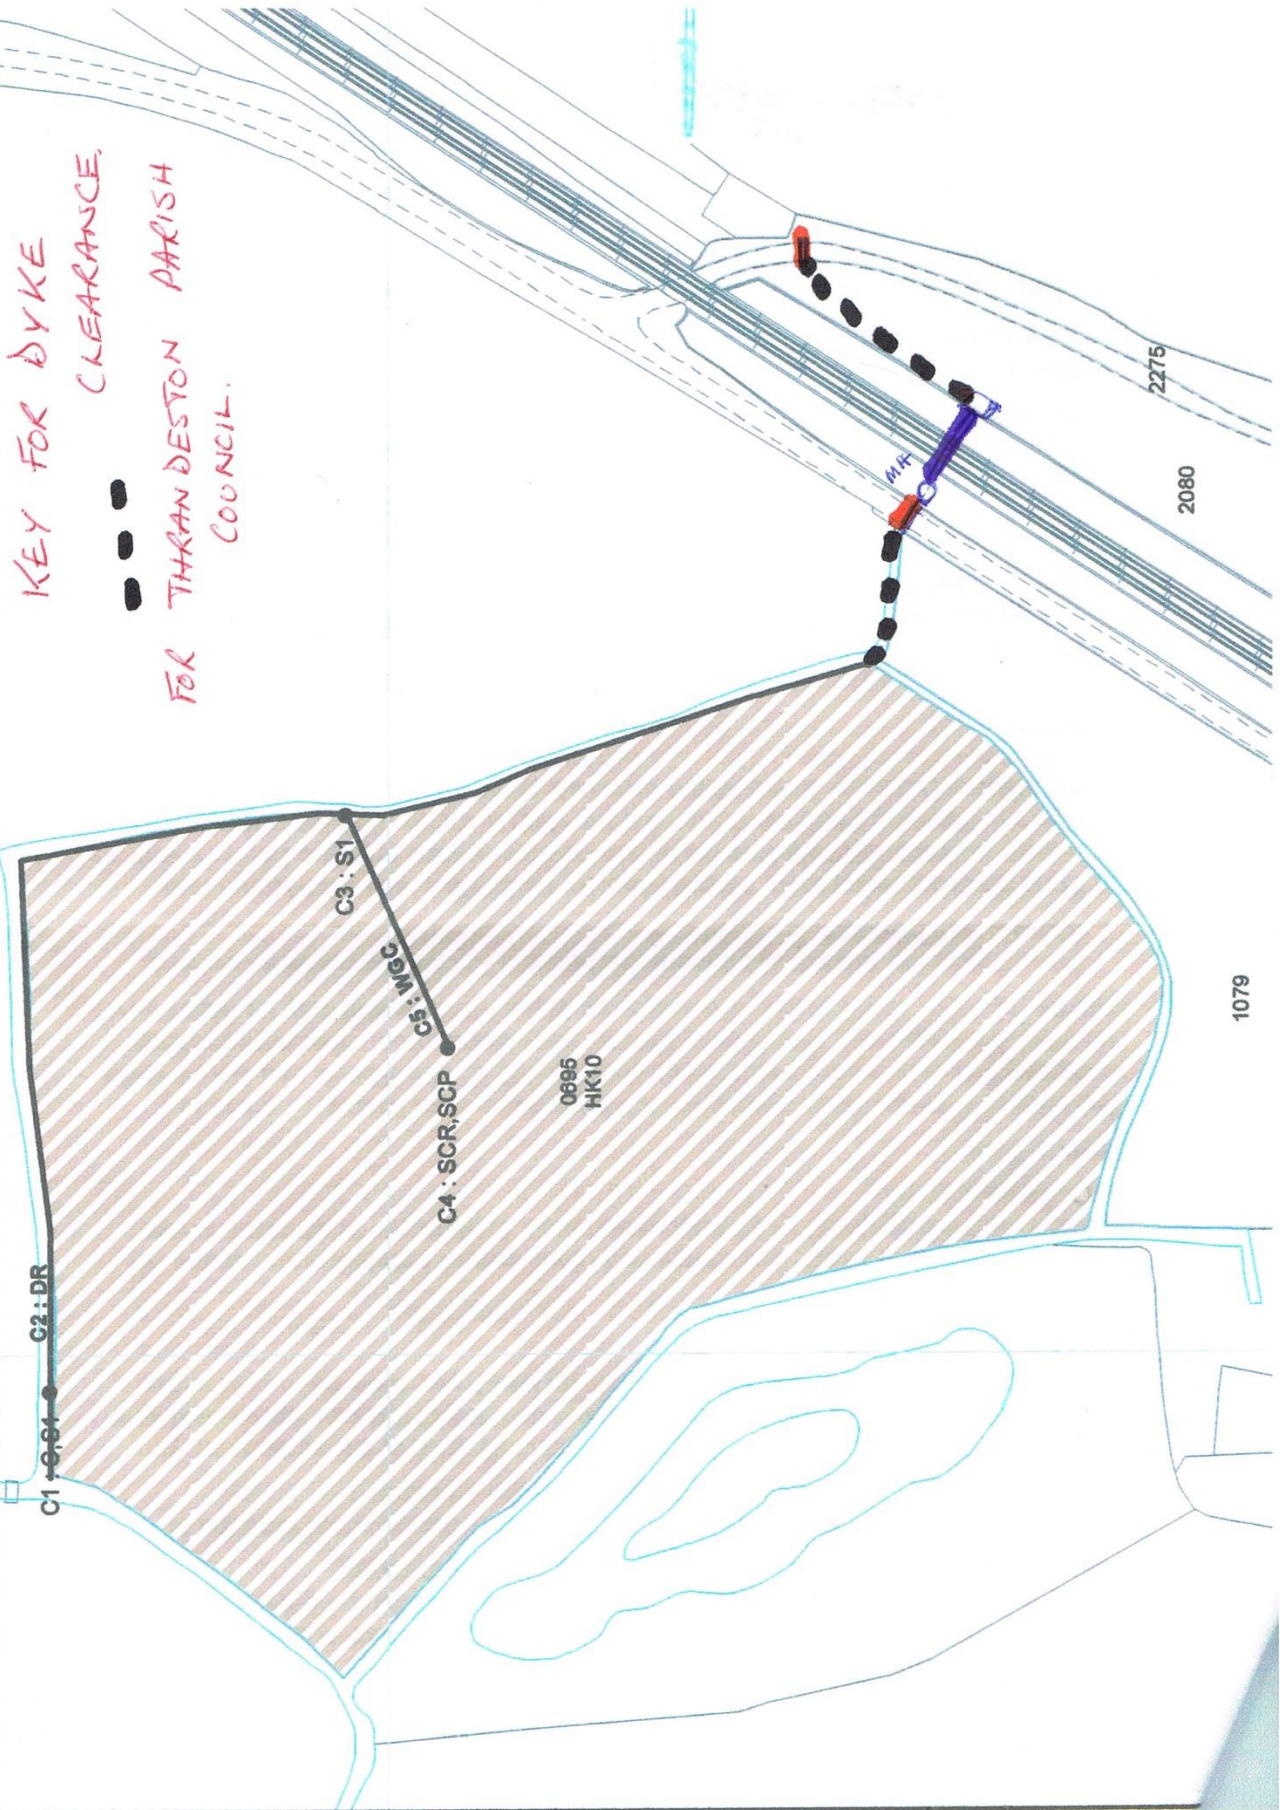 KEY FOR DYKE
CLEARANCE.
FOR THRANDESTON PARISH
COUNCIL.
C1 :
C2 : DR
C3 : S1
C5 : WGC
C4 : SCR,SCP
0695
HK10
MH
2275
2080
1079